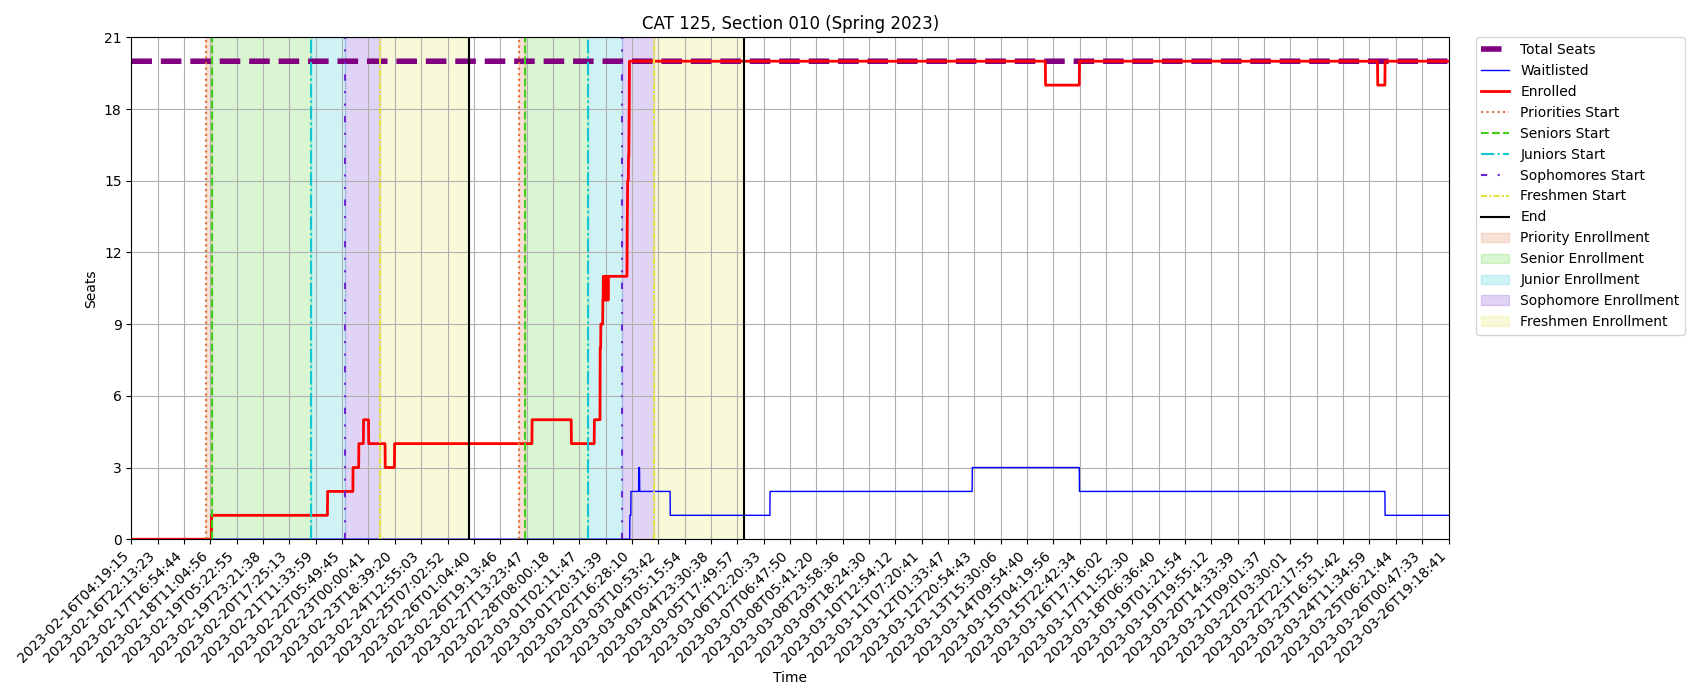 CAT 125, Section 010 (Spring 2023)
21
18
15
12
9
6
3
0
Seats
2023-02-16T04:19:15
2023-02-16T22:13:23
2023-02-17T16:54:44
2023-02-18T11:04:56
2023-02-19T05:22:55
2023-02-19T23:21:38
2023-02-20T17:25:13
2023-02-21T11:33:59
2023-02-22T05:49:45
2023-02-23T00:00:41
2023-02-23T18:39:20
2023-02-24T12:55:03
2023-02-25T07:02:52
2023-02-26T01:04:40
2023-02-26T19:13:46
2023-02-27T13:23:47
2023-02-28T08:00:18
2023-03-01T02:11:47
2023-03-01T20:31:39
2023-03-02T16:28:10
2023-03-03T10:53:42
2023-03-04T05:15:54
2023-03-04T23:30:38
2023-03-05T17:49:57
2023-03-06T12:20:33
2023-03-07T06:47:50
2023-03-08T05:41:20
2023-03-08T23:58:36
2023-03-09T18:24:30
2023-03-10T12:54:12
2023-03-11T07:20:41
2023-03-12T01:33:47
2023-03-12T20:54:43
2023-03-13T15:30:06
2023-03-14T09:54:40
2023-03-15T04:19:56
2023-03-15T22:42:34
2023-03-16T17:16:02
2023-03-17T11:52:30
2023-03-18T06:36:40
2023-03-19T01:21:54
2023-03-19T19:55:12
2023-03-20T14:33:39
2023-03-21T09:01:37
2023-03-22T03:30:01
2023-03-22T22:17:55
2023-03-23T16:51:42
2023-03-24T11:34:59
2023-03-25T06:21:44
2023-03-26T00:47:33
2023-03-26T19:18:41
Time
Total Seats
Waitlisted
Enrolled
Priorities Start
Seniors Start
Juniors Start
Sophomores Start
Freshmen Start
End
Priority Enrollment
Senior Enrollment
Junior Enrollment
Sophomore Enrollment
Freshmen Enrollment